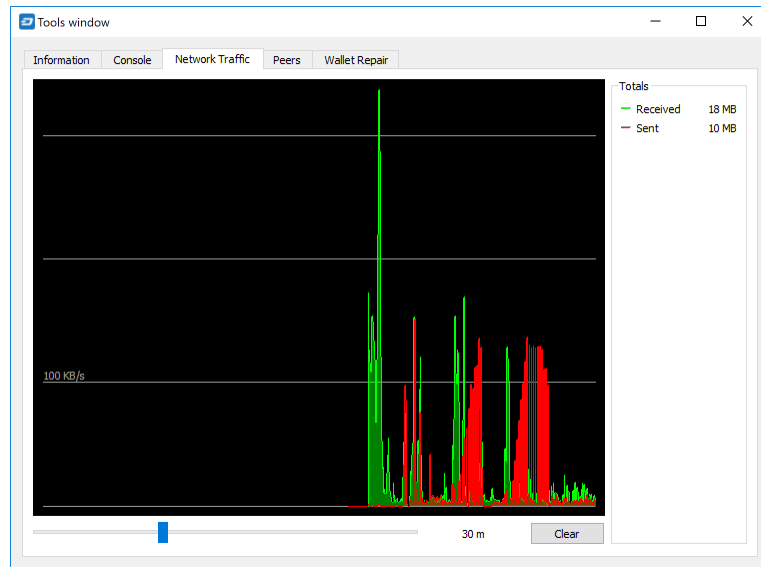 Tools window
Information Console Network Traffic Peers Wallet Repair
Totals
Received 18 MB
Sent 10 MB
100 KB/s
30 m Clear